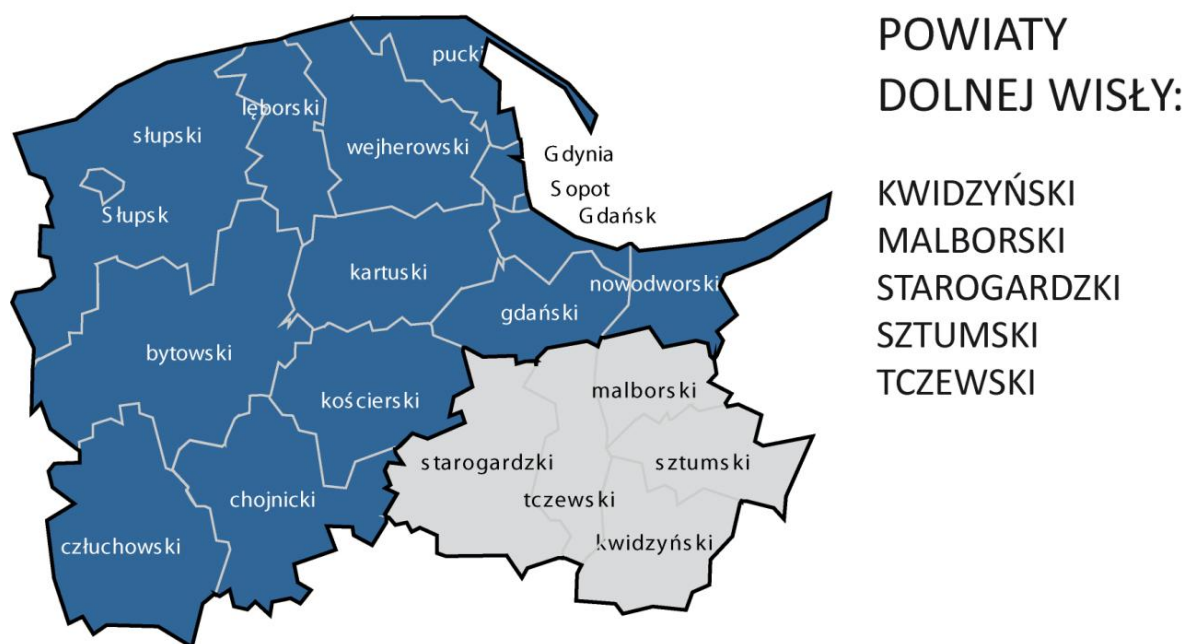 POWIATY
DOLNEJ WISŁY:
KWIDZYŃSKI
MALBORSKI
STAROGARDZKI
SZTUMSKI
TCZEWSKI
pucki
lęborski
słupski
wejherowski
Gdynia
Sopot
Słupsk
Gdańsk
kartuski
nowodworski
gdański
bytowski
malborski
kościerski
starogardzki
sztumski
chojnicki
tczewski
człuchowski
kwidzyński